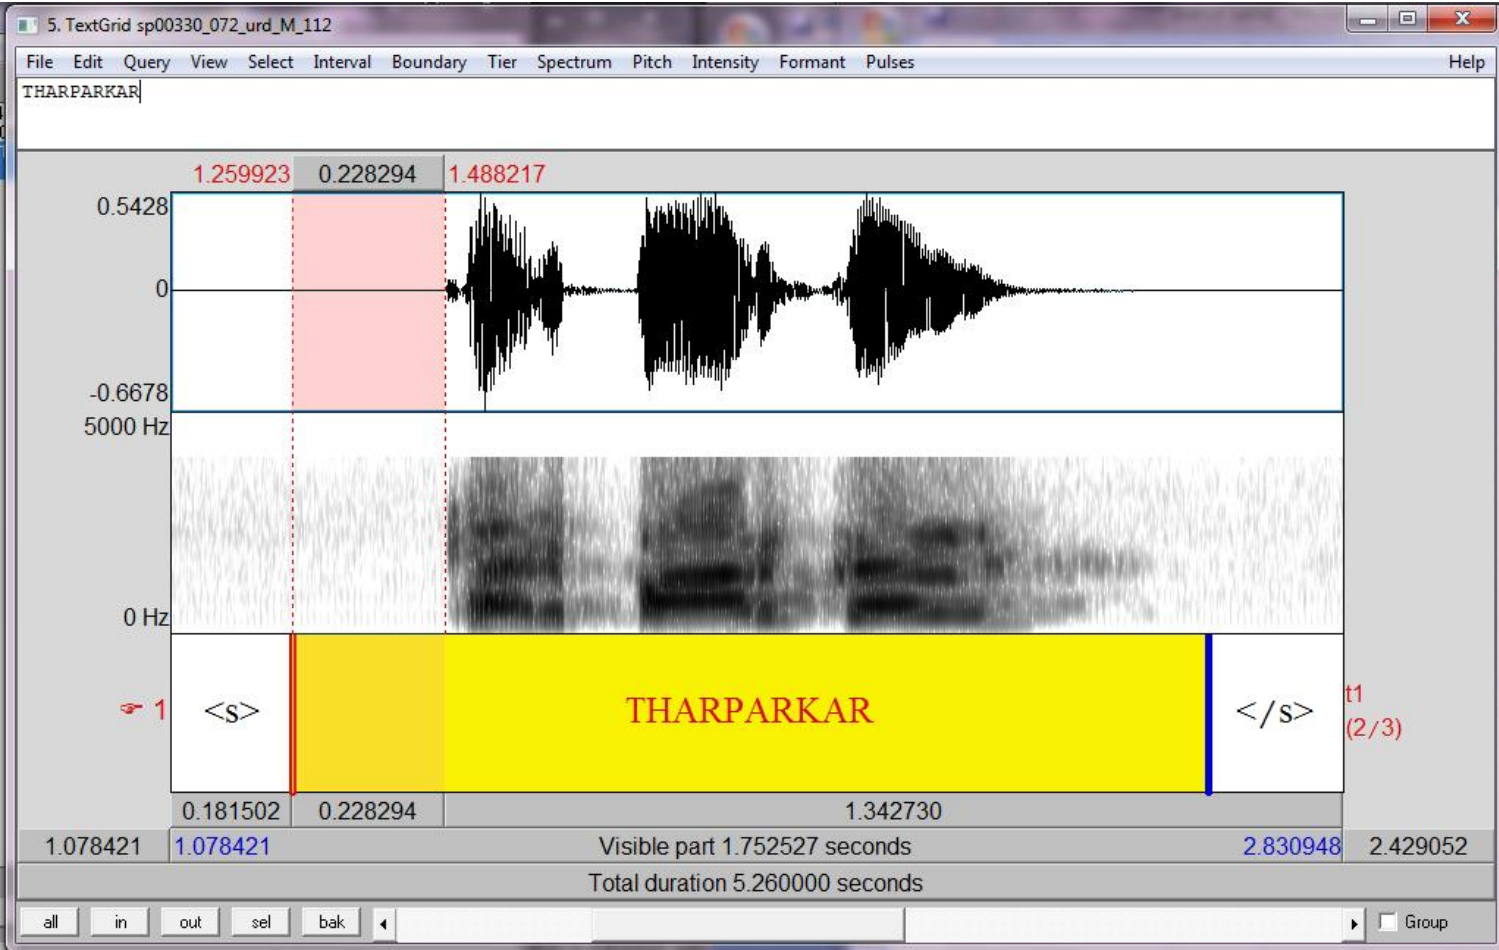 5. TextGrid sp00330_072_urd_M_112
File Edit Query View Select Interval Boundary Tier Spectrum Pitch Intensity Formant Pulses Help
THARPARKAR
1.259923 0.228294 1.488217
0.5428
0
-0.6678
5000 Hz
0 Hz
☞ 1 <s> THARPARKAR </s> t1
(2/3)
0.181502 0.228294 1.342730
1.078421 1.078421 Visible part 1.752527 seconds 2.830948 2.429052
Total duration 5.260000 seconds
all in out sel bak Group